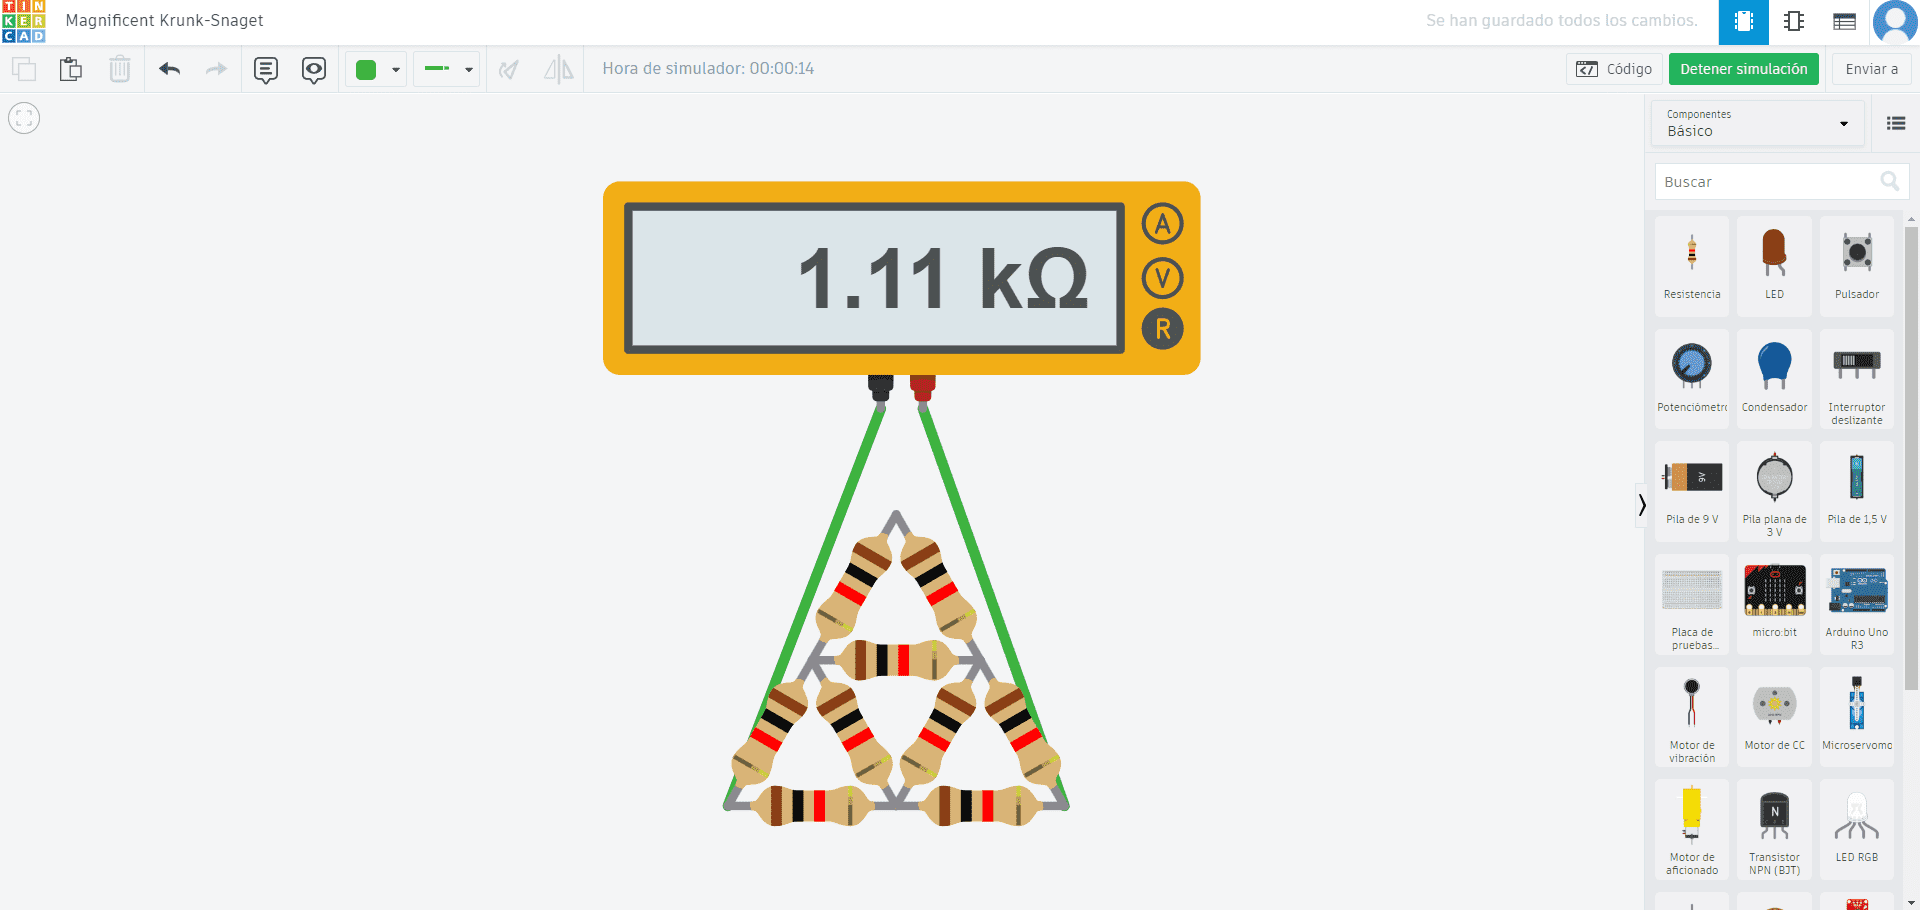 TIN
KER
CAD
Magnificent Krunk-Snaget
Se han guardado todos los cambios.
Hora de simulador: 00:00:14
Código
Detener simulación
Enviar a
Componentes
Básico
Buscar
1.11 kΩ
A
V
R
Resistencia
LED
Pulsador
Potenciómetro
Condensador
Interruptor
deslizante
9V
Pila de 9 V
Pila plana de
3 V
Pila de 1,5 V
Placa de
pruebas...
micro:bit
Arduino Uno
R3
Motor de
vibración
Motor de CC
Microservomo
N
Motor de
aficionado
Transistor
NPN (BJT)
LED RGB